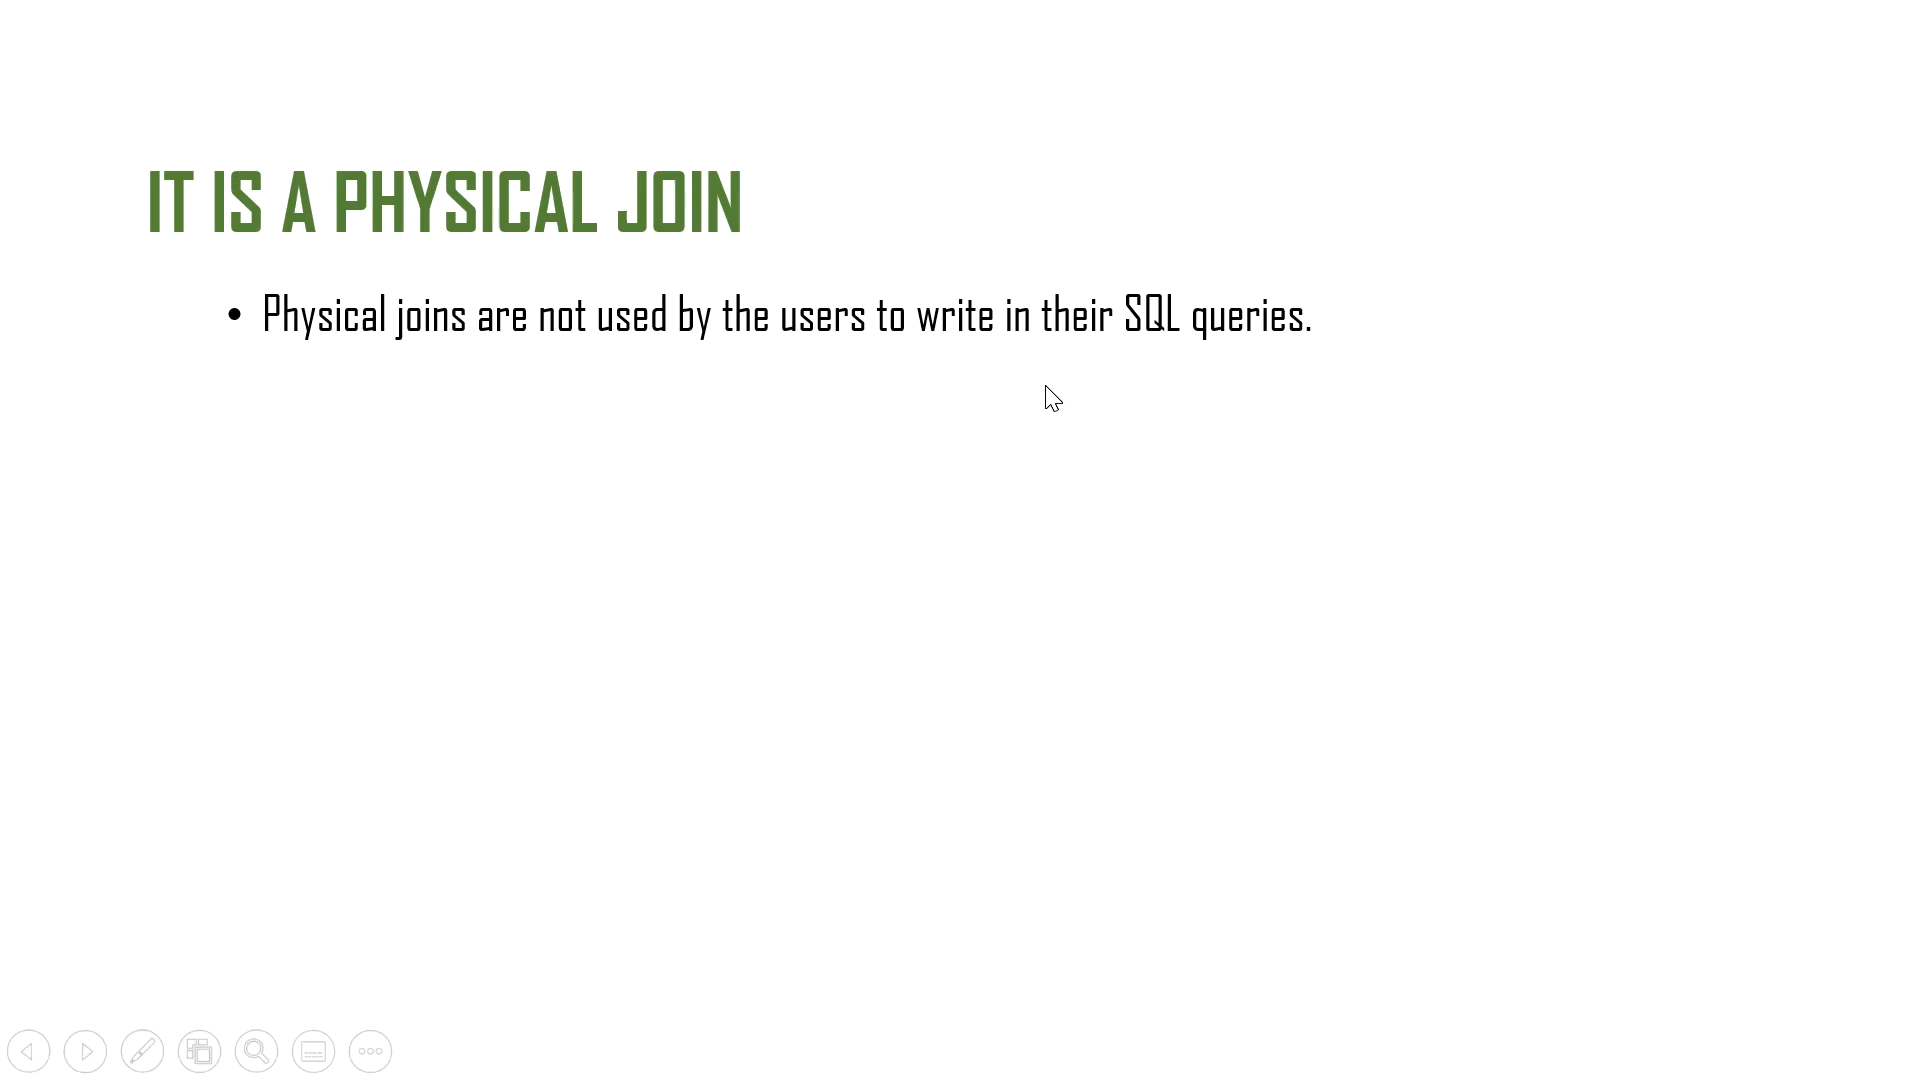 IT IS A PHYSICAL JOIN
• Physical joins are not used by the users to write in their SQL queries.